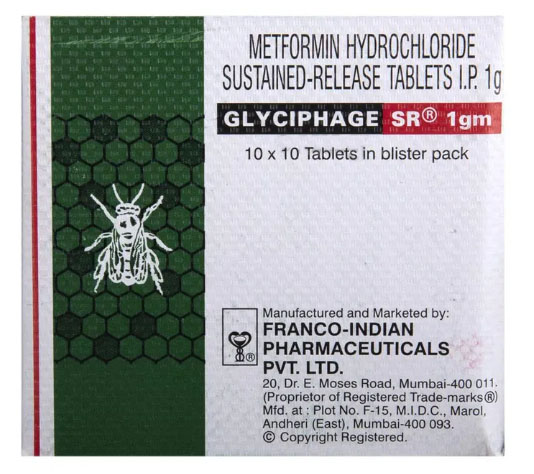 METFORMIN HYDROCHLORIDE
SUSTAINED-RELEASE TABLETS I.P. 1g
GLYCIPHAGE SR® 1gm
10 x 10 Tablets in blister pack
Manufactured and Marketed by:
FRANCO-INDIAN
PHARMACEUTICALS
PVT. LTD.
20, Dr. E. Moses Road, Mumbai-400 011.
(Proprietor of Registered Trade-marks®)
Mfd. at : Plot No. F-15, M.I.D.C., Marol,
Andheri (East), Mumbai-400 093.
© Copyright Registered.
®